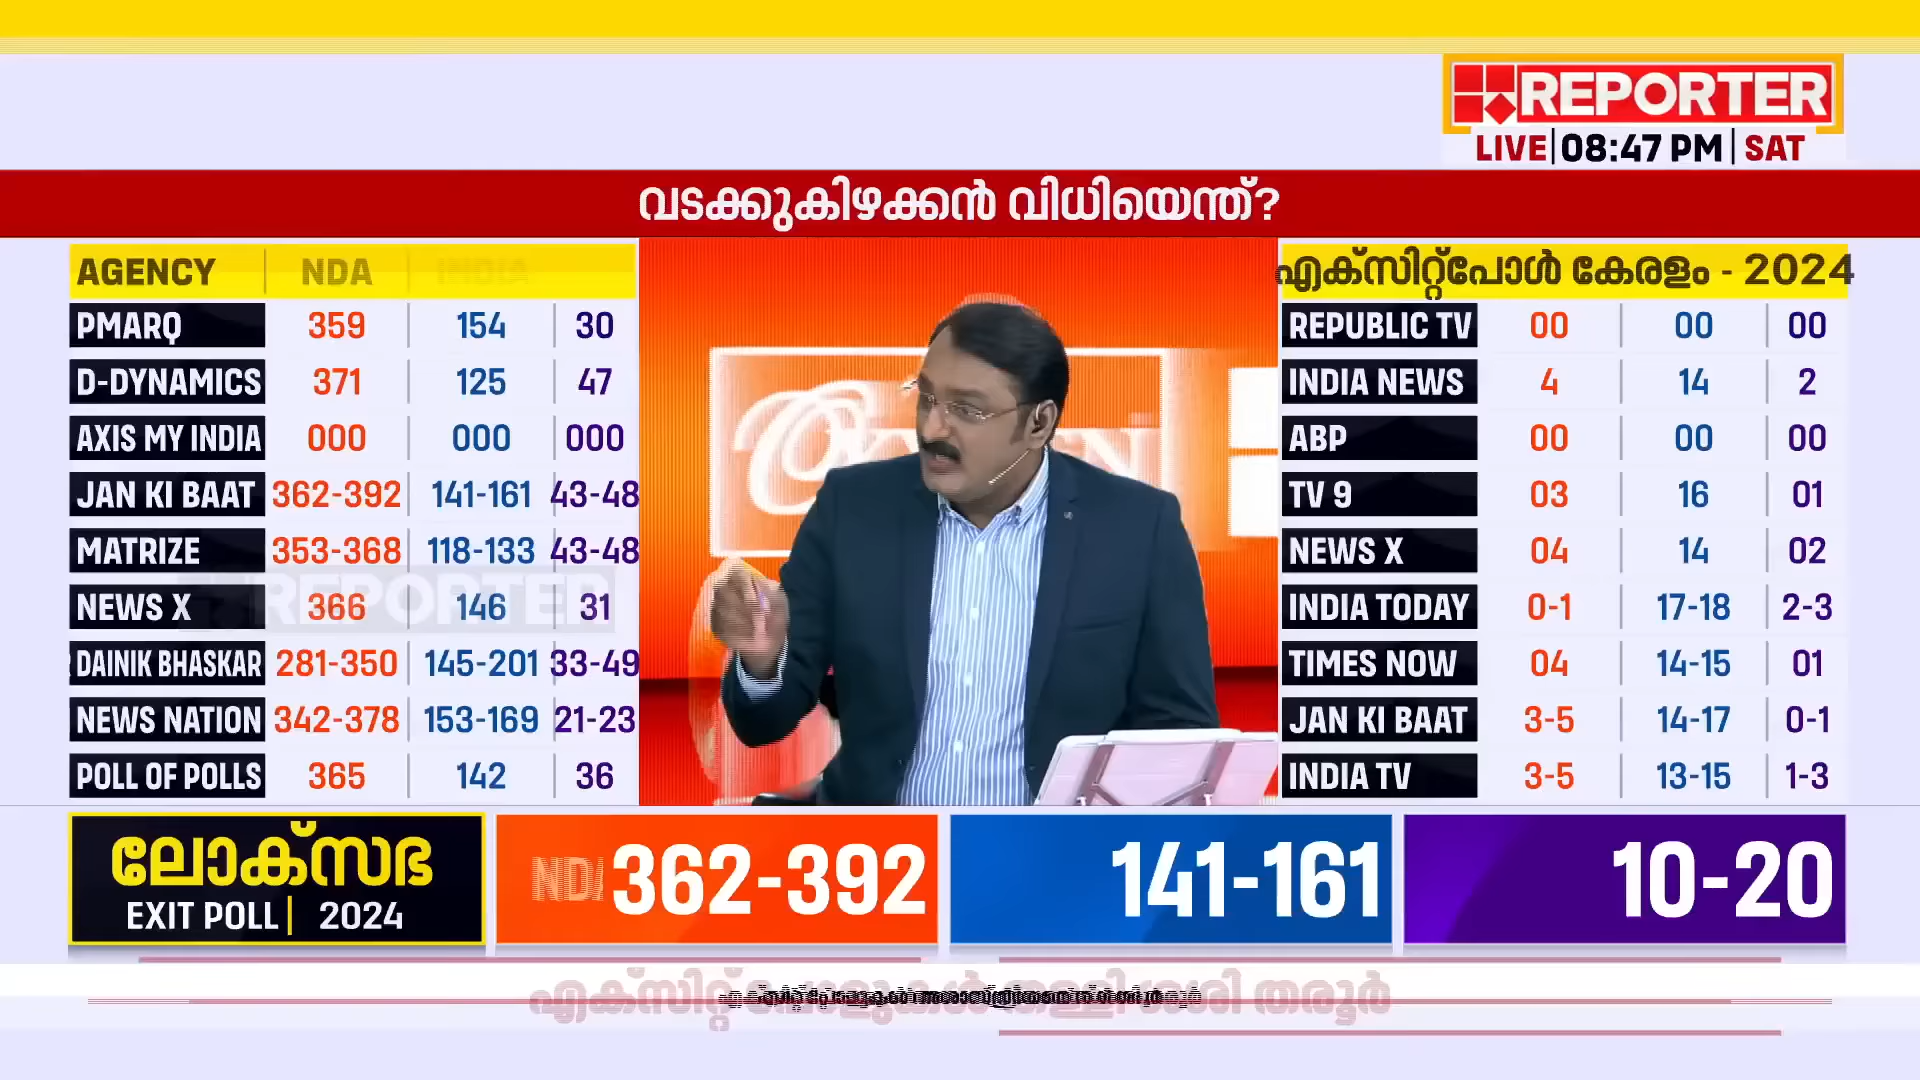 REPORTER
LIVE 08:47 PM SAT
വടക്കുകിഴക്കൻ വിധിയെന്ത്?
AGENCY NDA INDIA
PMARQ 359 154 30
D-DYNAMICS 371 125 47
AXIS MY INDIA 000 000 000
JAN KI BAAT 362-392 141-161 43-48
MATRIZE 353-368 118-133 43-48
NEWS X 366 146 31
REPORTER
DAINIK BHASKAR 281-350 145-201 33-49
NEWS NATION 342-378 153-169 21-23
POLL OF POLLS 365 142 36
എക്സിറ്റ്പോൾ കേരളം - 2024
REPUBLIC TV 00 00 00
INDIA NEWS 4 14 2
ABP 00 00 00
TV 9 03 16 01
NEWS X 04 14 02
INDIA TODAY 0-1 17-18 2-3
TIMES NOW 04 14-15 01
JAN KI BAAT 3-5 14-17 0-1
INDIA TV 3-5 13-15 1-3
ലോക്സഭ
EXIT POLL 2024
NDA 362-392 141-161 10-20
എക്സിറ്റ് തള്ളി ശശി തരൂർ